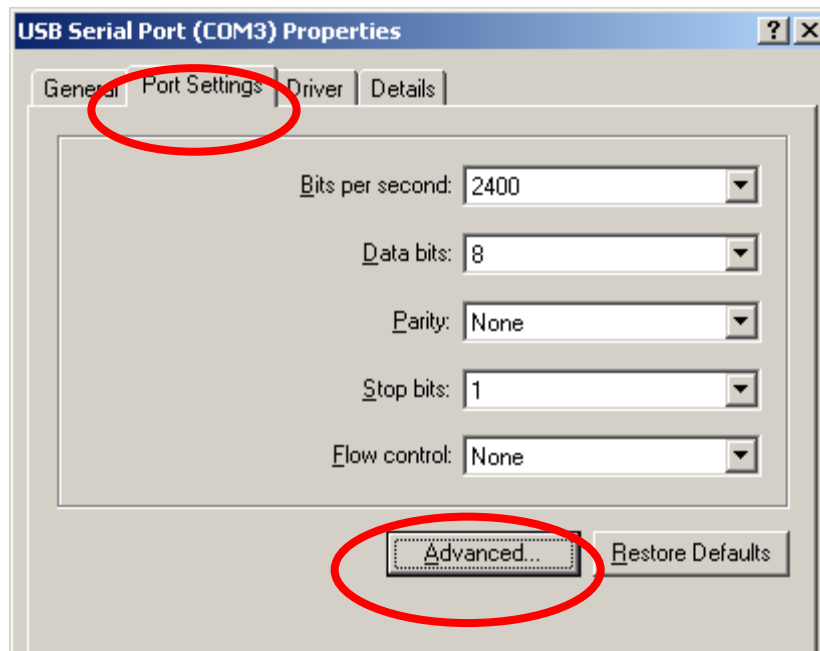 USB Serial Port (COM3) Properties
General Port Settings Driver Details
Bits per second: 2400
Data bits: 8
Parity: None
Stop bits: 1
Flow control: None
Advanced... Restore Defaults